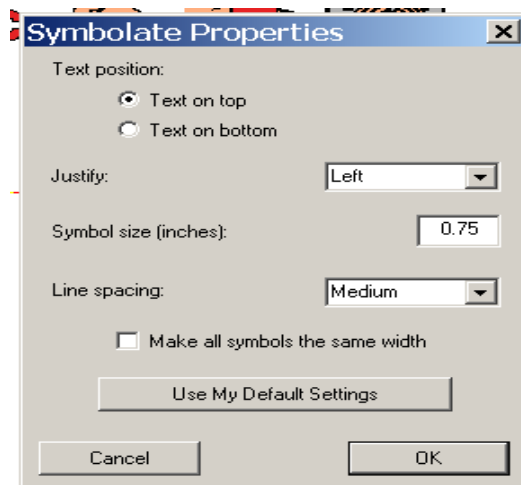 Symbolate Properties
Text position:
Text on top
Text on bottom
Justify: Left
Symbol size (inches): 0.75
Line spacing: Medium
Make all symbols the same width
Use My Default Settings
Cancel OK